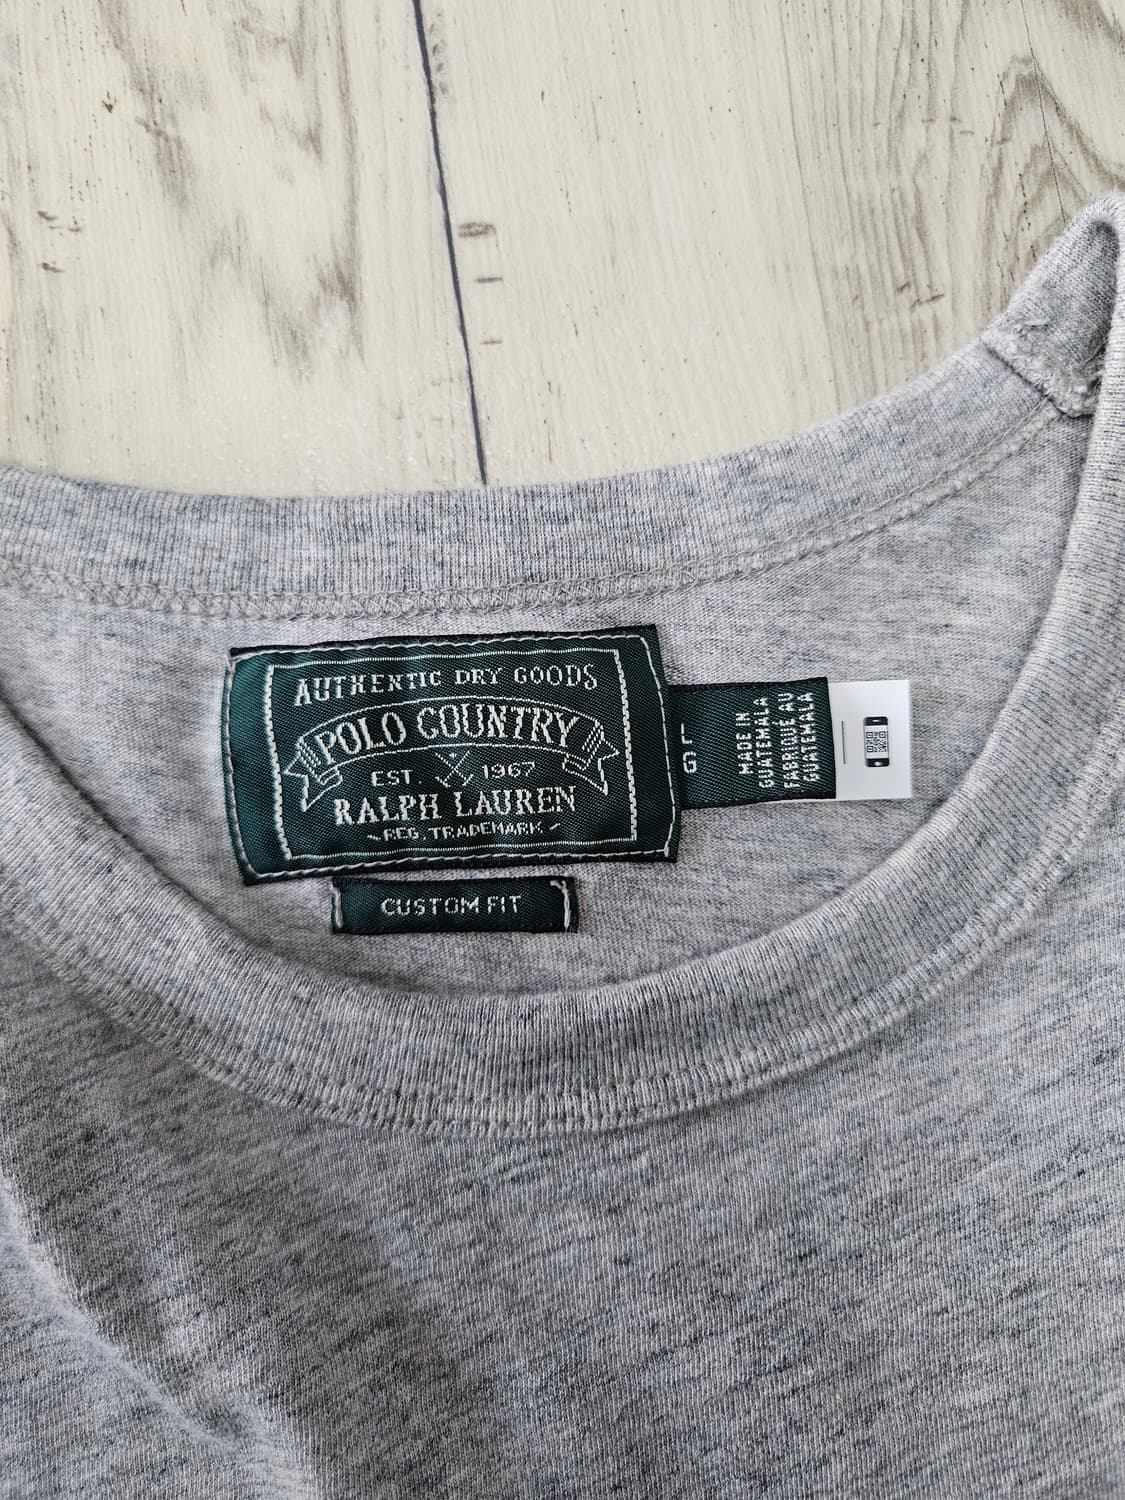 AUTHENTIC DRY GOODS
POLO COUNTRY
EST. 1967
RALPH LAUREN
REG. TRADEMARK
CUSTOM FIT
L
G
MADE IN
GUATEMALA
FABRIQUÉ AU
GUATEMALA